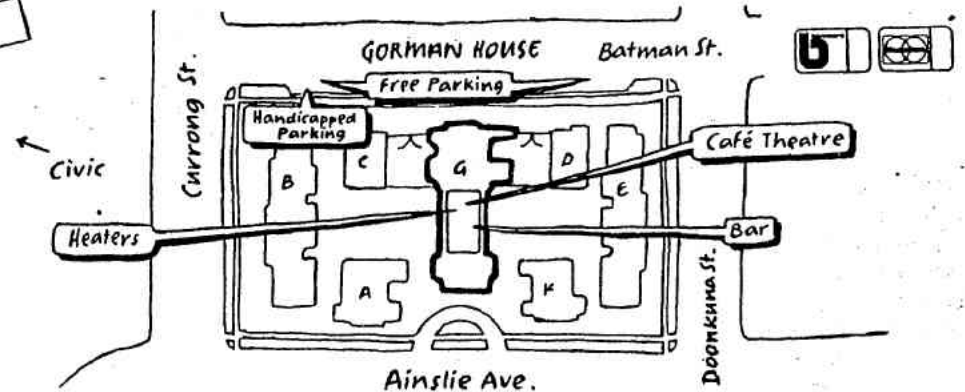 GORMAN HOUSE
Batman St.
Currong St.
Free Parking
Handicapped
Parking
Civic
Café Theatre
Heaters
Bar
B
C
G
D
E
A
F
Doonkuna St.
Ainslie Ave.
b